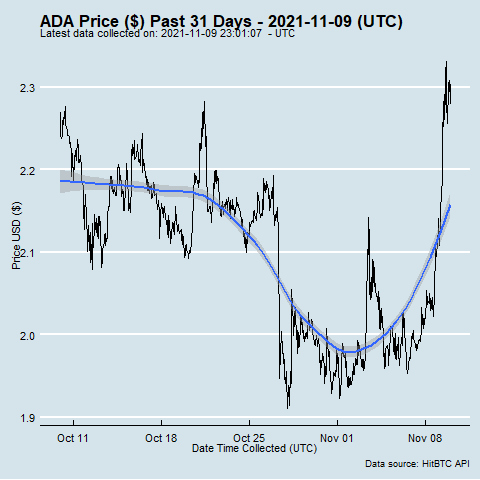 ADA Price ($) Past 31 Days - 2021-11-09 (UTC)
Latest data collected on: 2021-11-09 23:01:07 - UTC
2.3
2.2
2.1
2.0
1.9
Price USD ($)
Oct 11 Oct 18 Oct 25 Nov 01 Nov 08
Date Time Collected (UTC)
Data source: HitBTC API